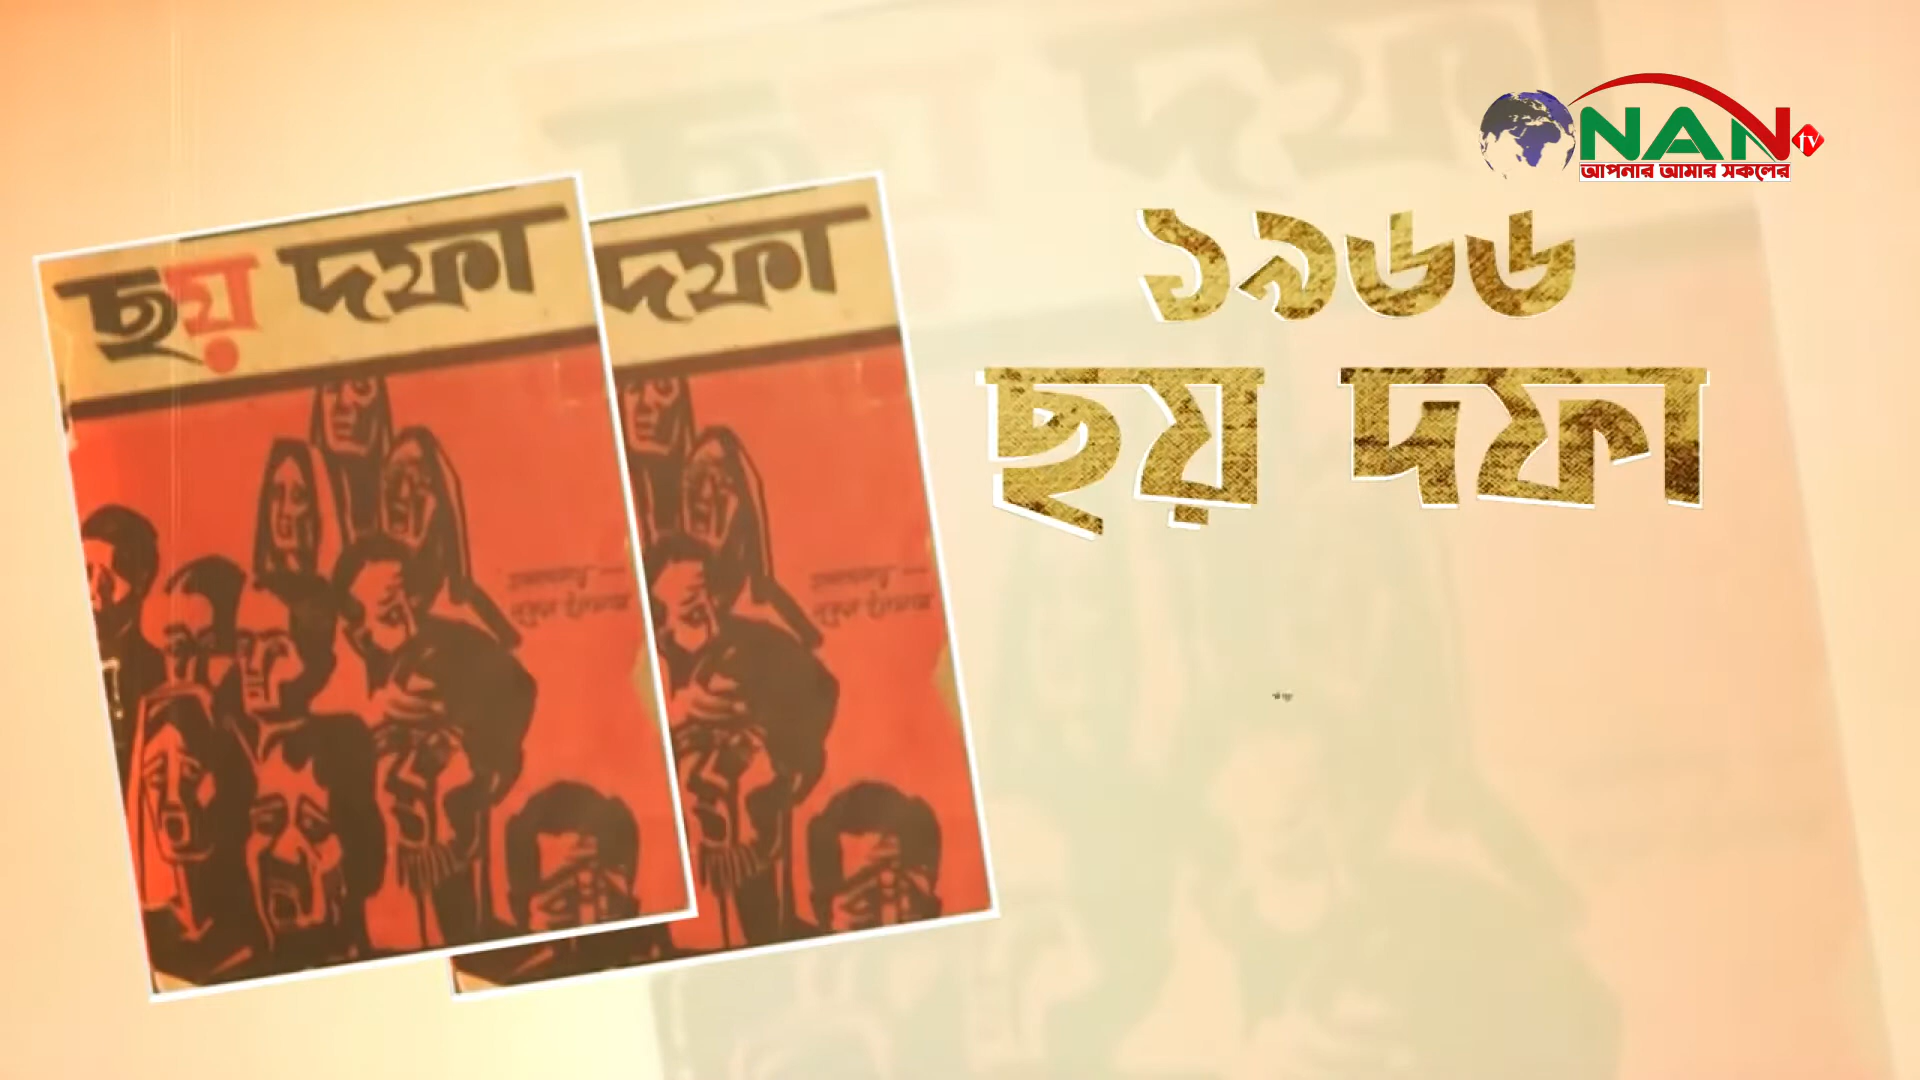 ছয় দফা
দফা
NAN tv
আপনার আমার সকলের
১৯৬৬
ছয় দফা